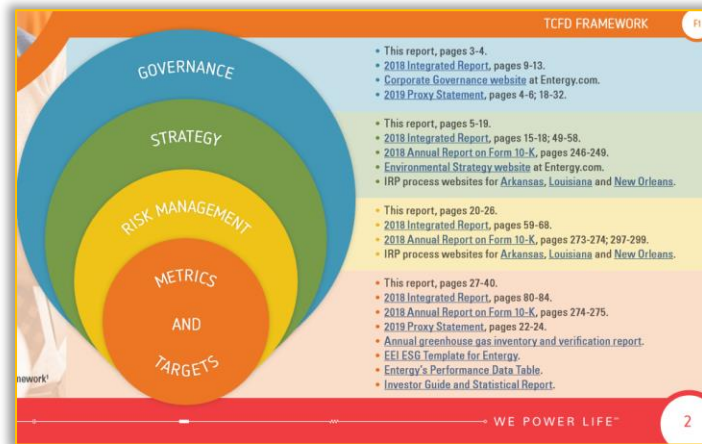 TCFD FRAMEWORK
GOVERNANCE
• This report, pages 3-4.
• 2018 Integrated Report, pages 9-13.
• Corporate Governance website at Entergy.com.
• 2019 Proxy Statement, pages 4-6; 18-32.
STRATEGY
• This report, pages 5-19.
• 2018 Integrated Report, pages 15-18; 49-58.
• 2018 Annual Report on Form 10-K, pages 246-249.
• Environmental Strategy website at Entergy.com.
• IRP process websites for Arkansas, Louisiana and New Orleans.
RISK MANAGEMENT
• This report, pages 20-26.
• 2018 Integrated Report, pages 59-68.
• 2018 Annual Report on Form 10-K, pages 273-274; 297-299.
• IRP process websites for Arkansas, Louisiana and New Orleans.
METRICS
AND
TARGETS
• This report, pages 27-40.
• 2018 Integrated Report, pages 80-84.
• 2018 Annual Report on Form 10-K, pages 274-275.
• 2019 Proxy Statement, pages 22-24.
• Annual greenhouse gas inventory and verification report.
• EEI ESG Template for Entergy.
• Entergy's Performance Data Table.
• Investor Guide and Statistical Report.
nework¹
WE POWER LIFE℠
2